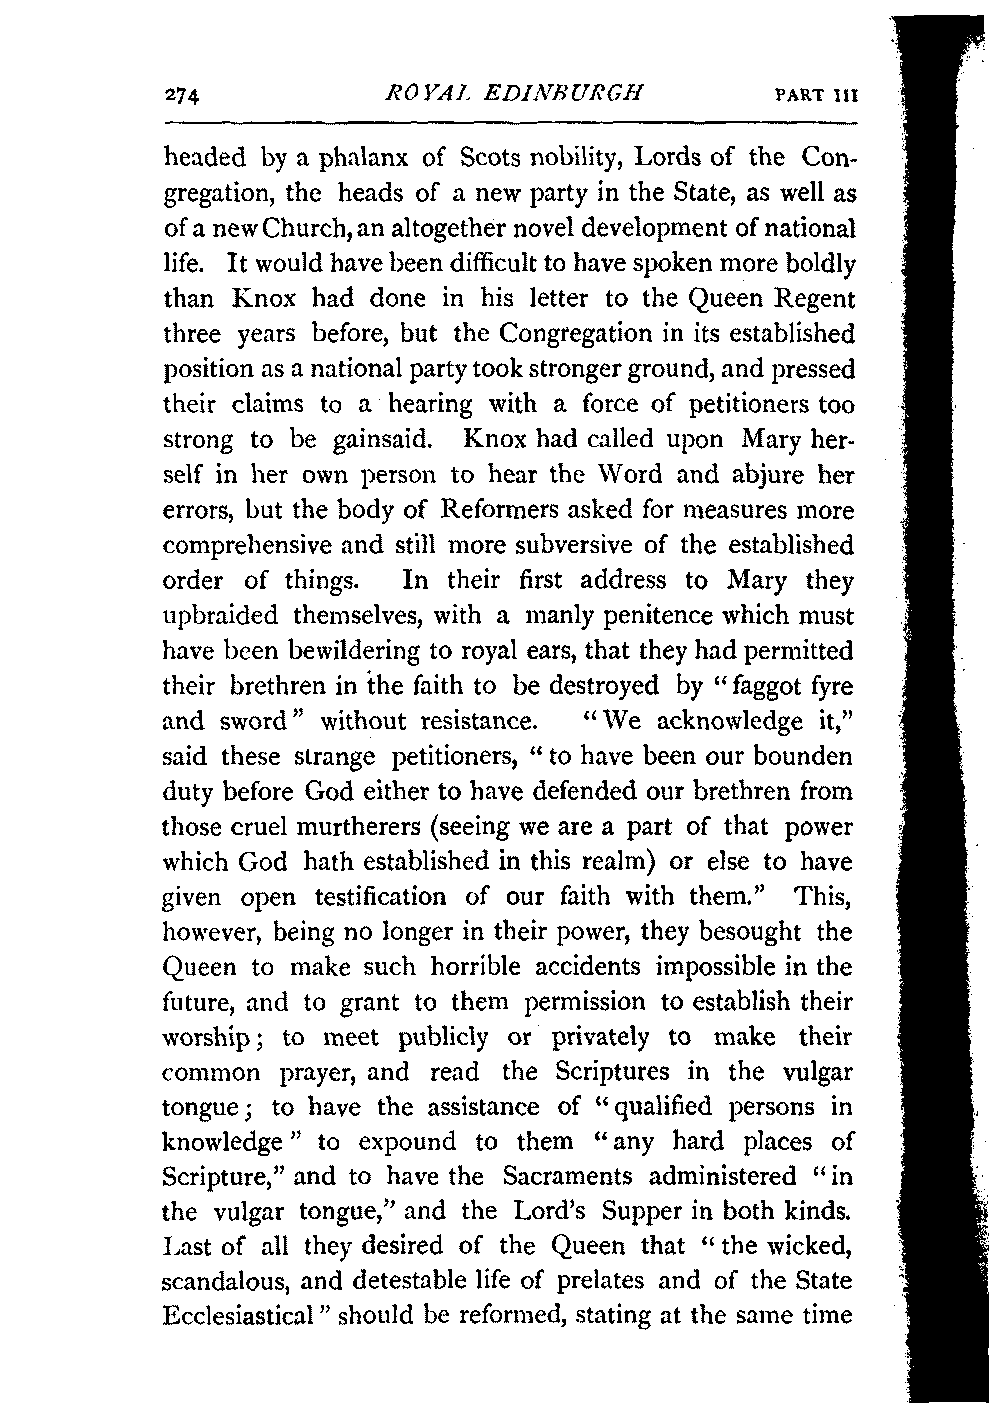 274 ROYAL EDINBURGH PART III
headed by a phalanx of Scots nobility, Lords of the Con-
gregation, the heads of a new party in the State, as well as
of a new Church, an altogether novel development of national
life. It would have been difficult to have spoken more boldly
than Knox had done in his letter to the Queen Regent
three years before, but the Congregation in its established
position as a national party took stronger ground, and pressed
their claims to a hearing with a force of petitioners too
strong to be gainsaid. Knox had called upon Mary her-
self in her own person to hear the Word and abjure her
errors, but the body of Reformers asked for measures more
comprehensive and still more subversive of the established
order of things. In their first address to Mary they
upbraided themselves, with a manly penitence which must
have been bewildering to royal ears, that they had permitted
their brethren in the faith to be destroyed by “faggot fyre
and sword” without resistance. “We acknowledge it,”
said these strange petitioners, “to have been our bounden
duty before God either to have defended our brethren from
those cruel murtherers (seeing we are a part of that power
which God hath established in this realm) or else to have
given open testification of our faith with them.” This,
however, being no longer in their power, they besought the
Queen to make such horrible accidents impossible in the
future, and to grant to them permission to establish their
worship; to meet publicly or privately to make their
common prayer, and read the Scriptures in the vulgar
tongue; to have the assistance of “qualified persons in
knowledge” to expound to them “any hard places of
Scripture,” and to have the Sacraments administered “in
the vulgar tongue,” and the Lord's Supper in both kinds.
Last of all they desired of the Queen that “the wicked,
scandalous, and detestable life of prelates and of the State
Ecclesiastical” should be reformed, stating at the same time